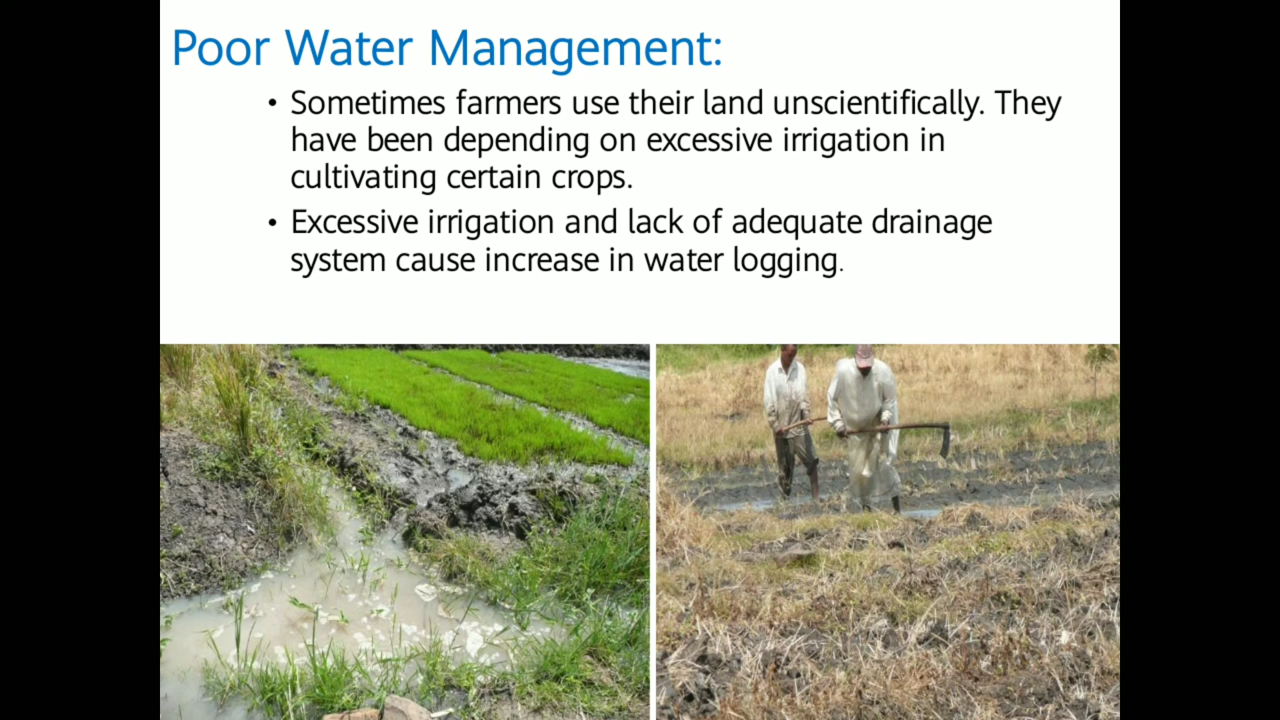 Poor Water Management:
• Sometimes farmers use their land unscientifically. They
have been depending on excessive irrigation in
cultivating certain crops.
• Excessive irrigation and lack of adequate drainage
system cause increase in water logging.